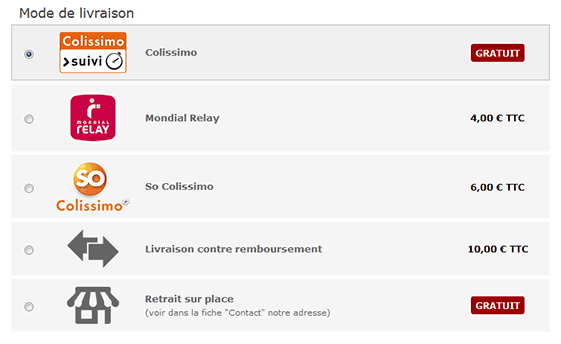 Mode de livraison
Colissimo
>suivi
Colissimo
GRATUIT
MONDIAL
RELAY
Mondial Relay
4,00 € TTC
SO
Colissimo
So Colissimo
6,00 € TTC
Livraison contre remboursement
10,00 € TTC
Retrait sur place
(voir dans la fiche "Contact" notre adresse)
GRATUIT